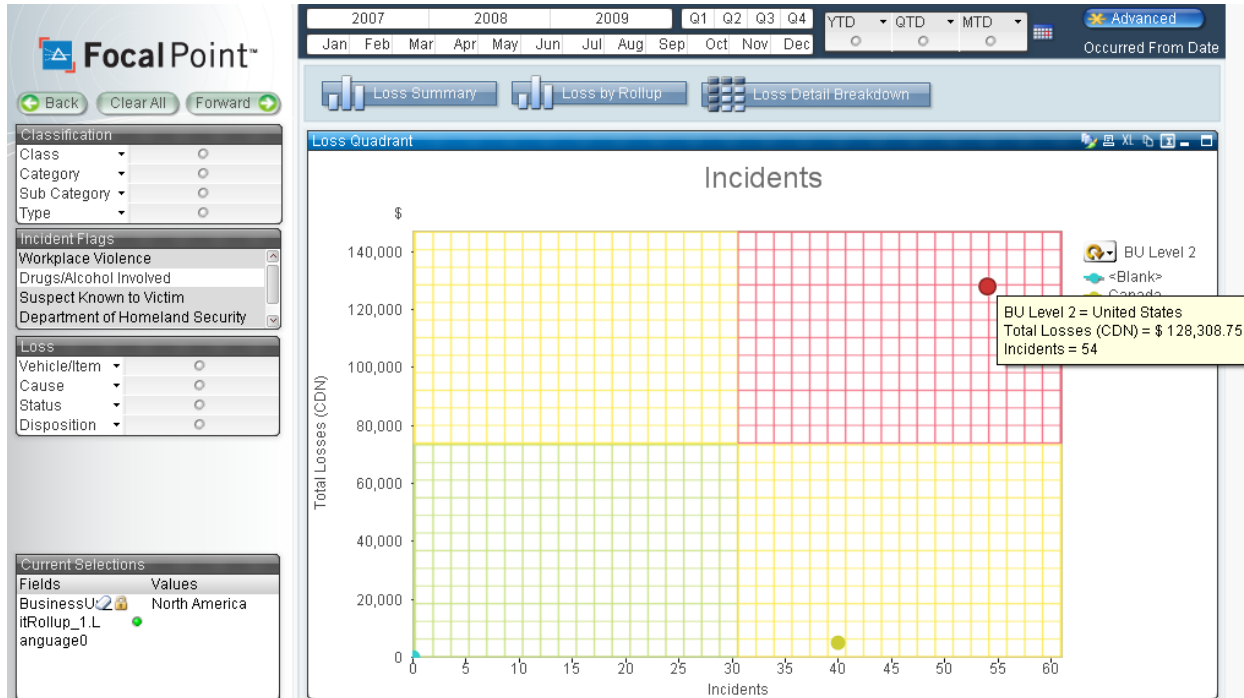 FocalPoint™
Back
Clear All
Forward
2007 2008 2009
Q1 Q2 Q3 Q4
Jan Feb Mar Apr May Jun Jul Aug Sep Oct Nov Dec
YTD QTD MTD
Advanced
Occurred From Date
Loss Summary
Loss by Rollup
Loss Detail Breakdown
Classification
Class
Category
Sub Category
Type
Incident Flags
Workplace Violence
Drugs/Alcohol Involved
Suspect Known to Victim
Department of Homeland Security
Loss
Vehicle/Item
Cause
Status
Disposition
Current Selections
Fields Values
BusinessU North America
itRollup_1.L
anguage0
Loss Quadrant
XL
Incidents
$
140,000
120,000
100,000
80,000
60,000
40,000
20,000
0
Total Losses (CDN)
0 5 10 15 20 25 30 35 40 45 50 55 60
Incidents
BU Level 2
<Blank>
Canada
BU Level 2 = United States
Total Losses (CDN) = $ 128,308.75
Incidents = 54